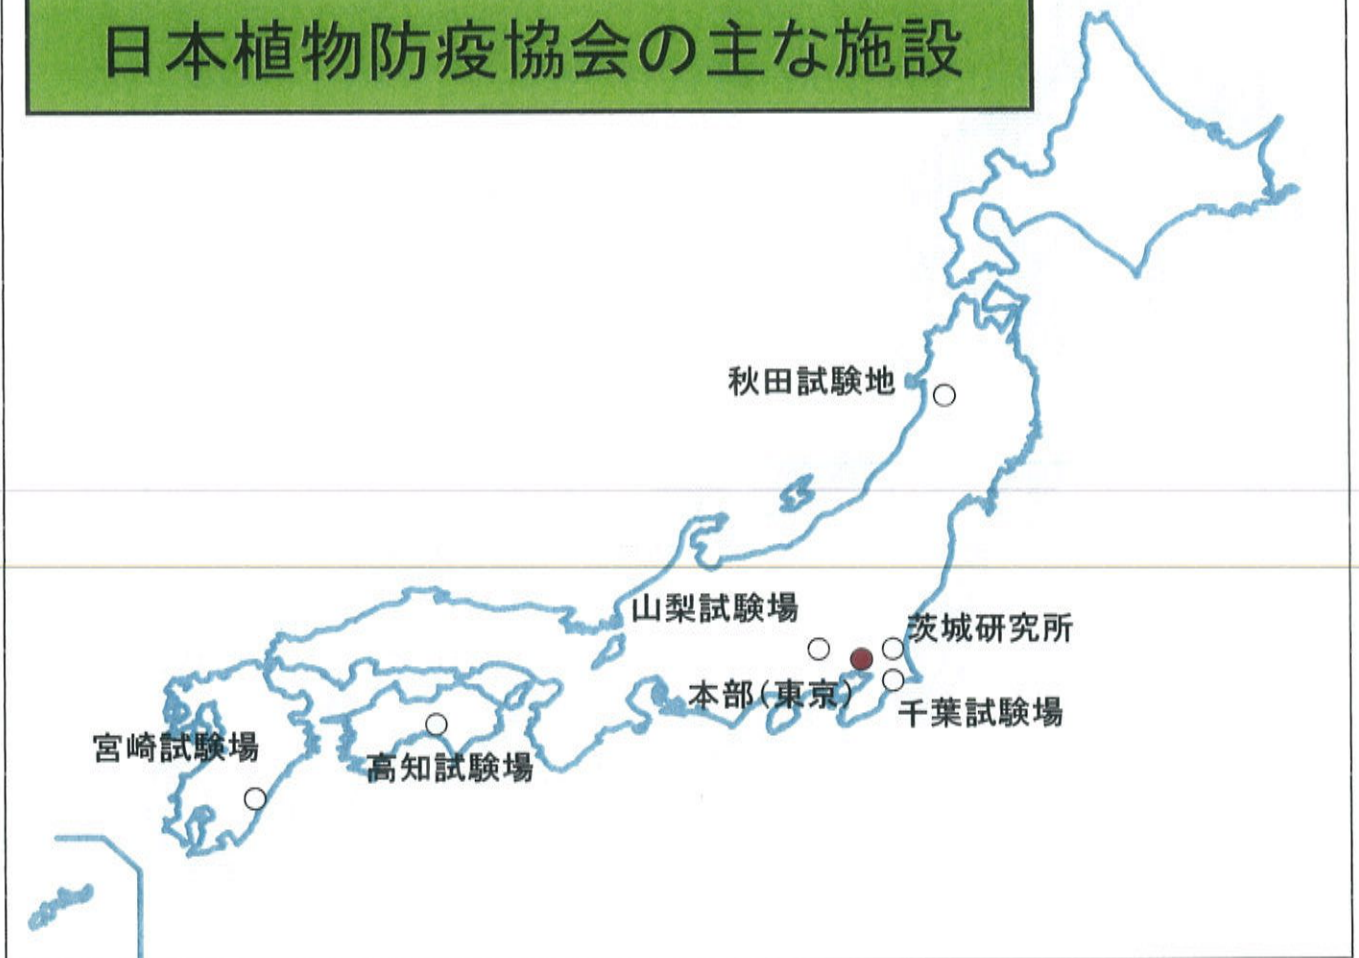 日本植物防疫協会の主な施設
秋田試験地
山梨試験場
茨城研究所
本部(東京)
千葉試験場
宮崎試験場
高知試験場